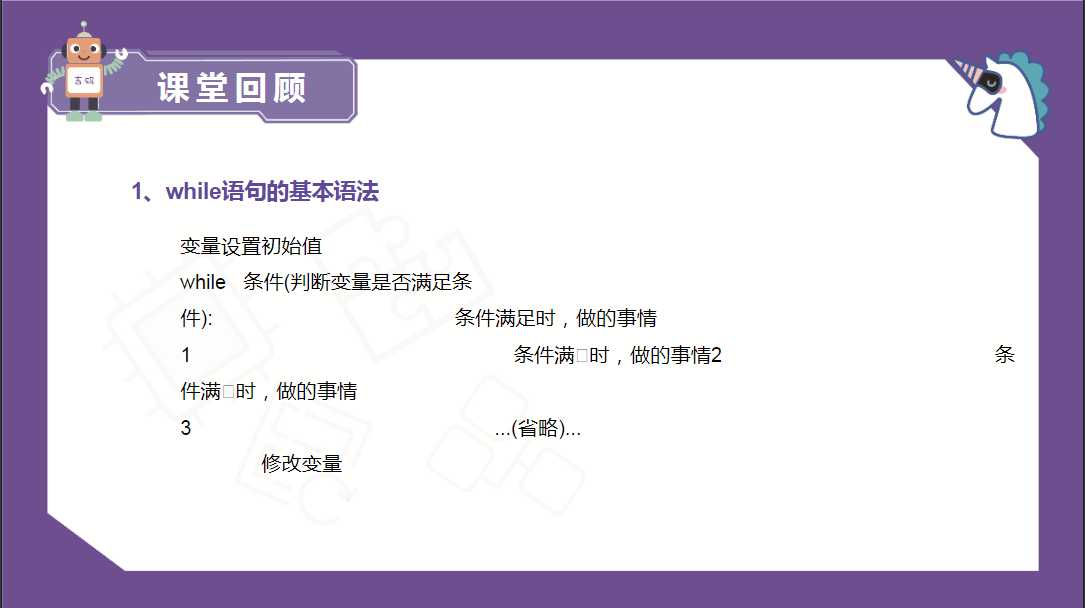 吉码
课堂回顾
1、while语句的基本语法
变量设置初始值
while 条件(判断变量是否满足条
件): 条件满足时，做的事情
1 条件满□时，做的事情2 条
件满□时，做的事情
3 ...(省略)...
修改变量